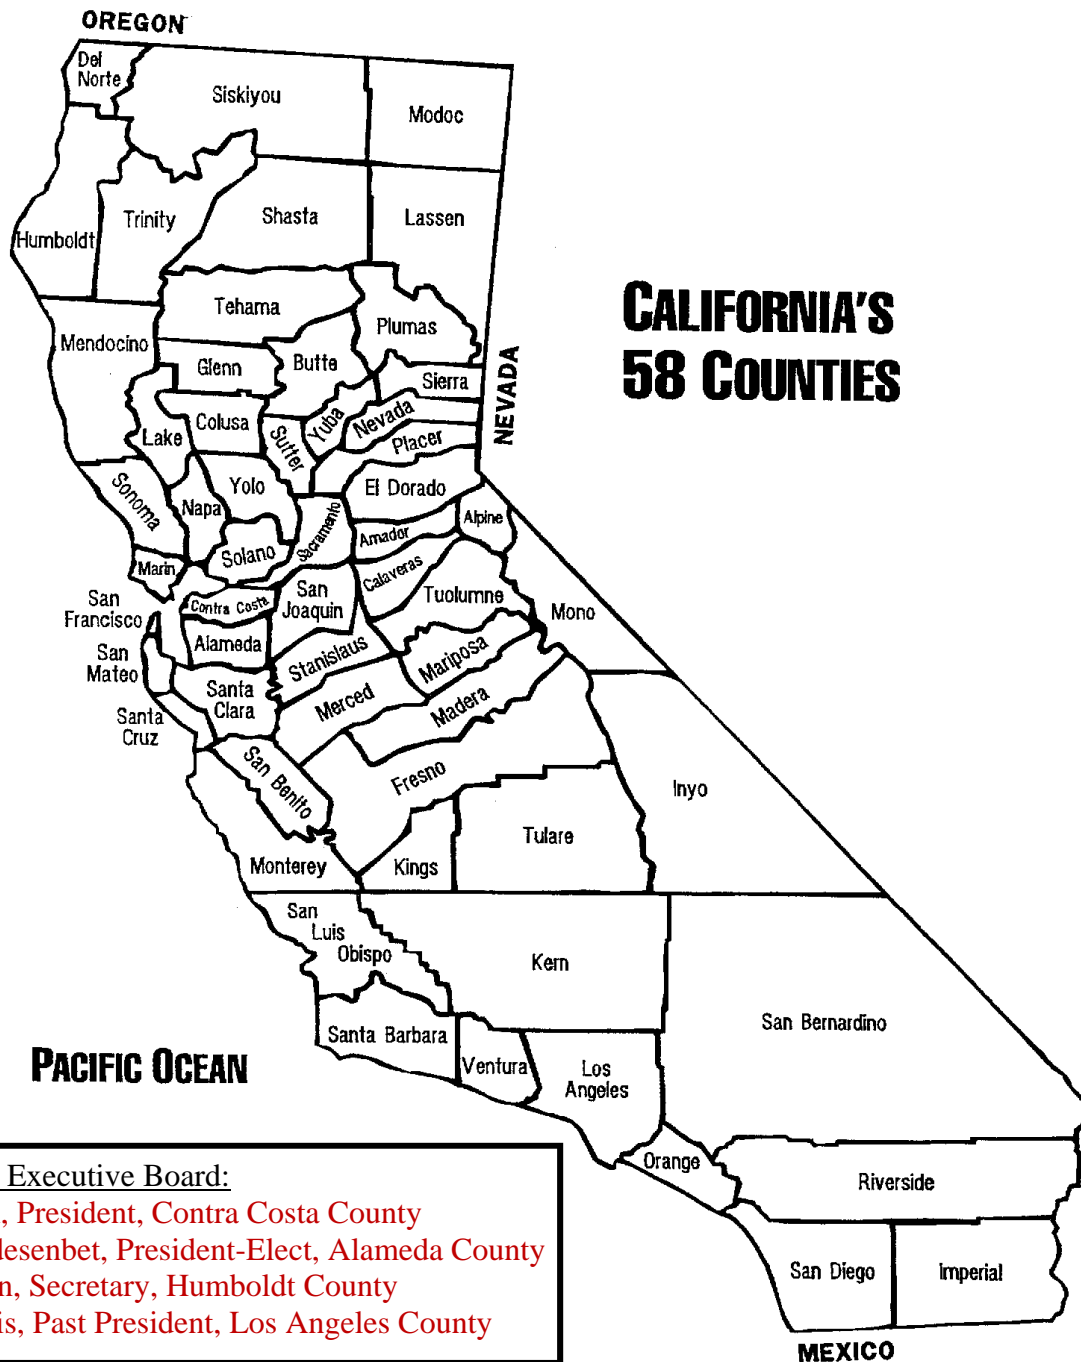 OREGON
Del
Norte
Siskiyou
Modoc
Humboldt
Trinity
Shasta
Lassen
CALIFORNIA'S
58 COUNTIES
Tehama
Plumas
Mendocino
Glenn
Butte
Sierra
NEVADA
Colusa
Lake
Sutter
Yuba
Nevada
Placer
Sonoma
Napa
Yolo
El Dorado
Sacramento
Amador
Alpine
Solano
Marin
Calaveras
San
Francisco
Contra Costa
San
Joaquin
Tuolumne
Mono
Alameda
San
Mateo
Stanislaus
Mariposa
Santa
Clara
Merced
Madera
Santa
Cruz
San Benito
Fresno
Inyo
Tulare
Monterey
Kings
San
Luis
Obispo
Kern
San Bernardino
Santa Barbara
Ventura
Los
Angeles
PACIFIC OCEAN
Orange
Riverside
San Diego
Imperial
MEXICO
Executive Board:
, President, Contra Costa County
desenbet, President-Elect, Alameda County
n, Secretary, Humboldt County
is, Past President, Los Angeles County